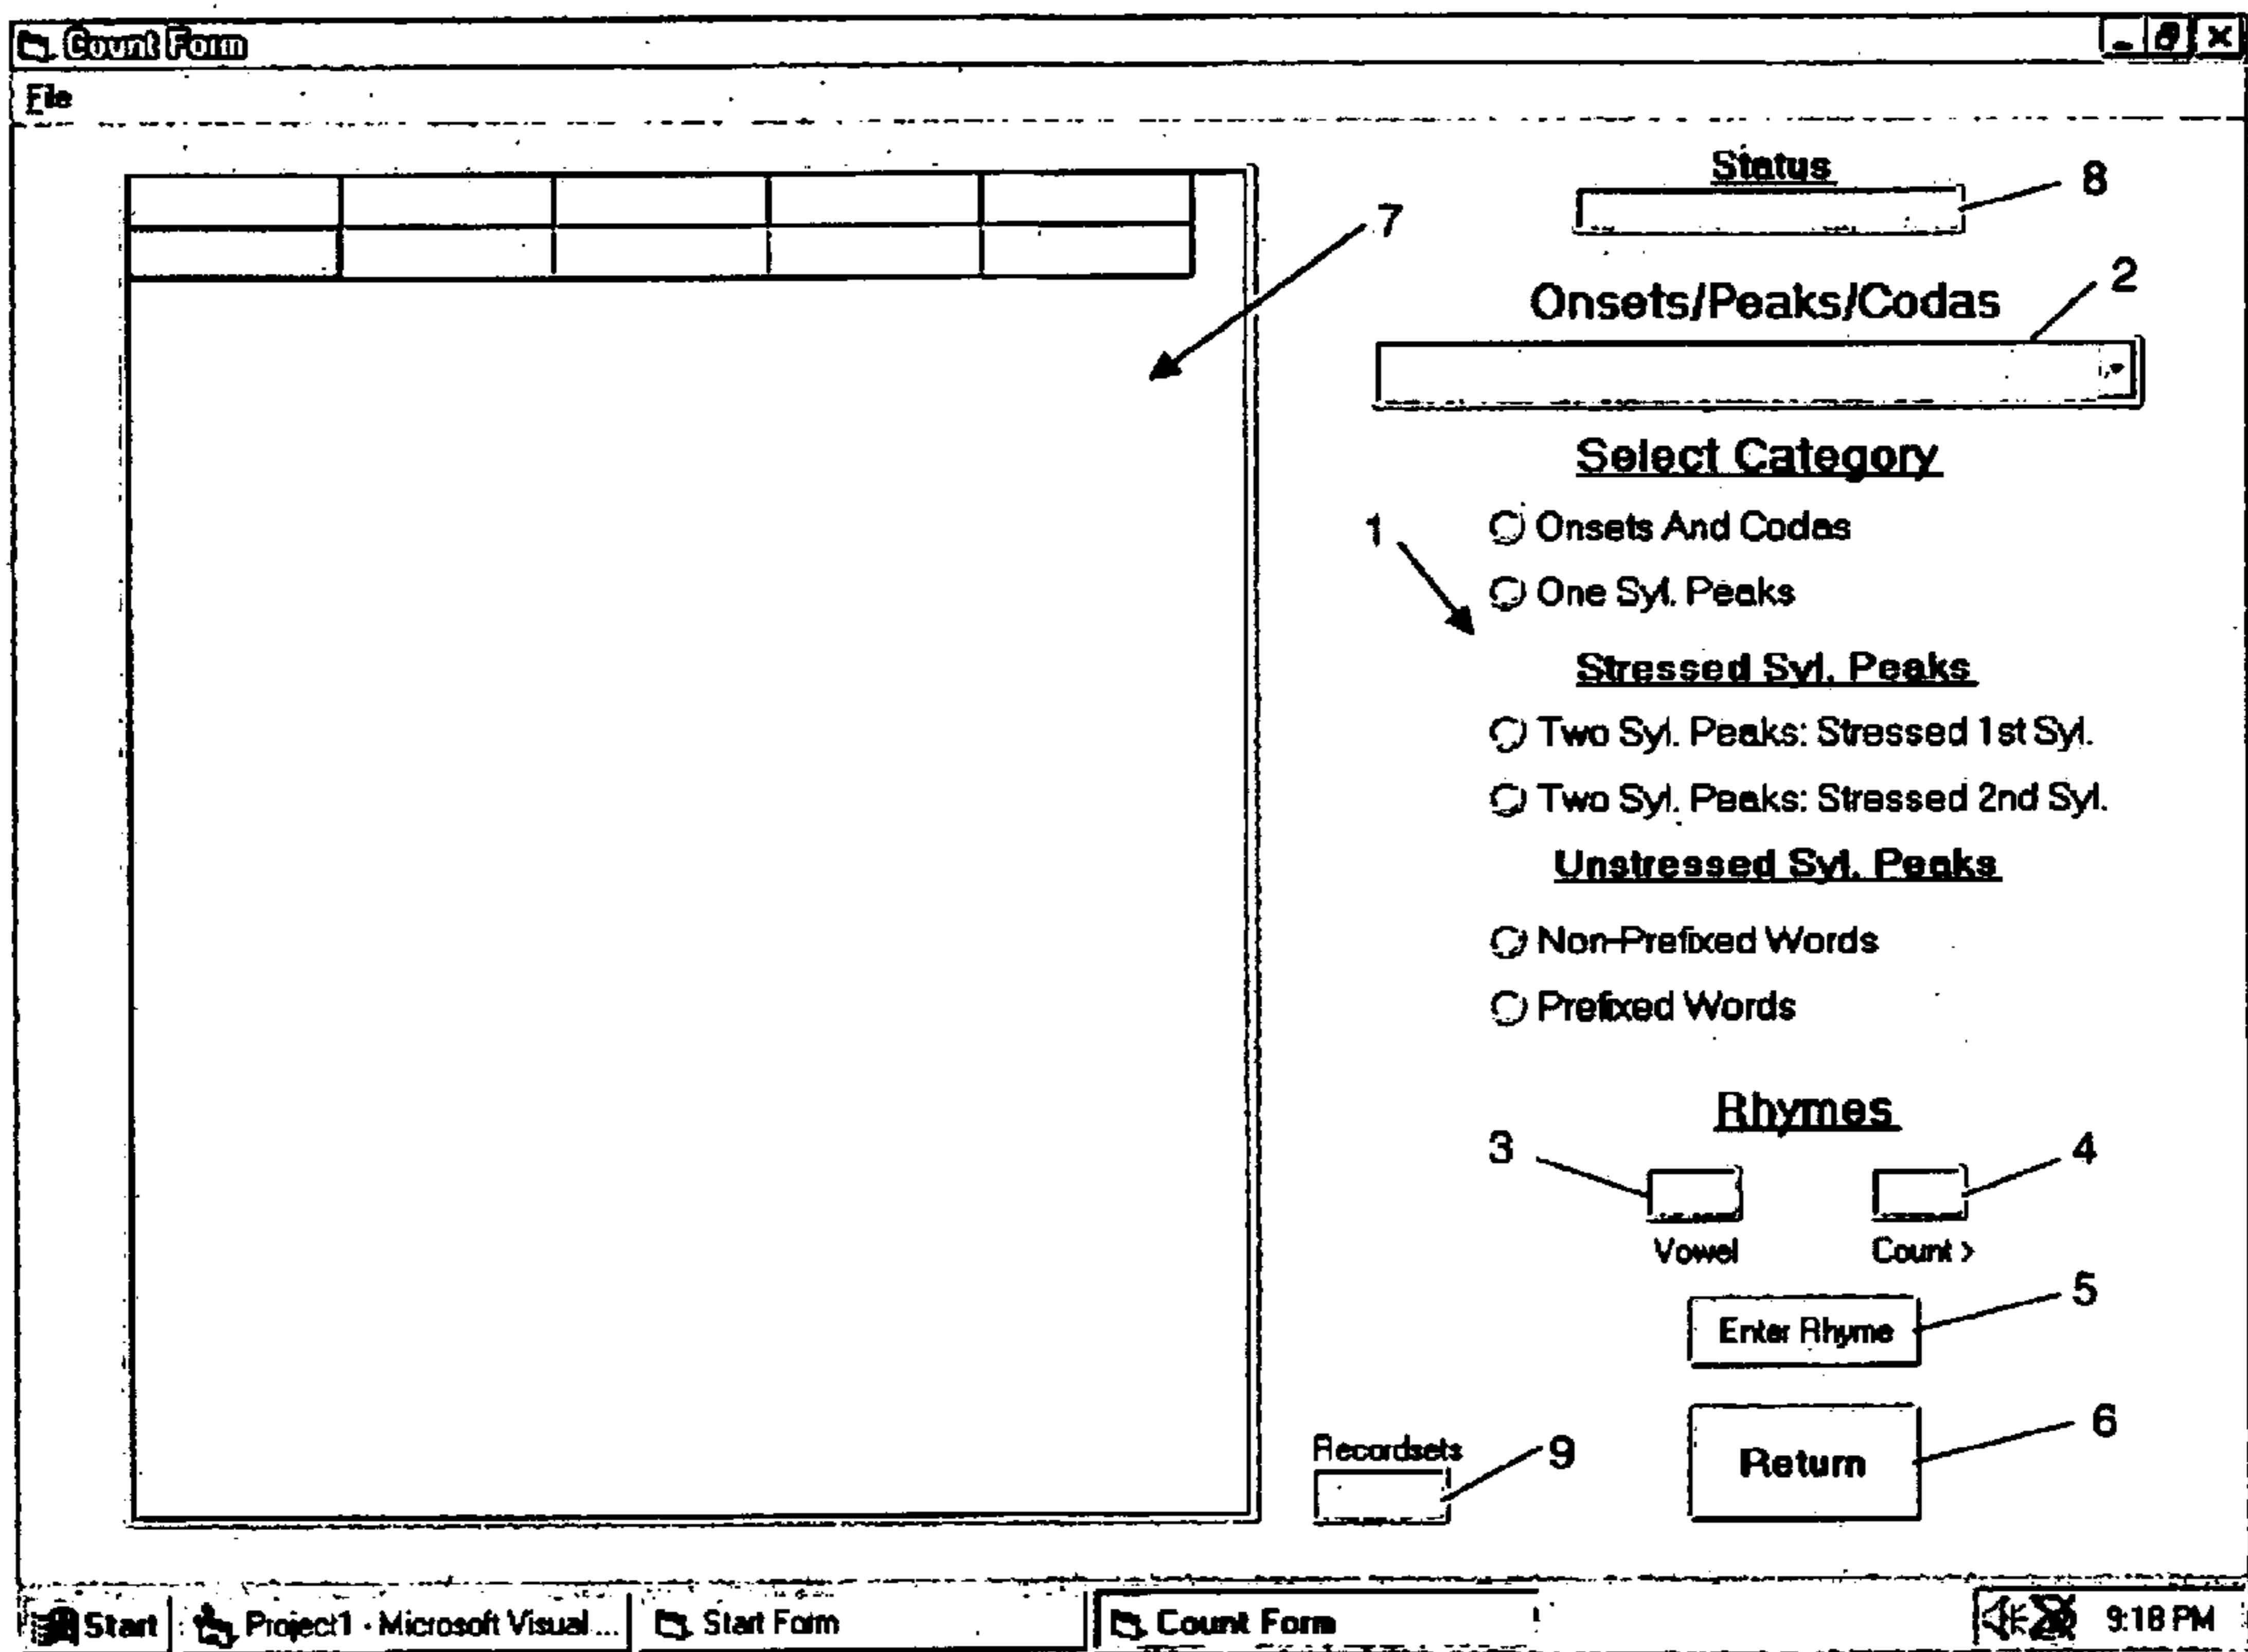 Count Form
File
Status
8
7
2
Onsets/Peaks/Codas
Select Category
1
Onsets And Codas
One Syl. Peaks
Stressed Syl. Peaks
Two Syl. Peaks: Stressed 1st Syl.
Two Syl. Peaks: Stressed 2nd Syl.
Unstressed Syl. Peaks
Non-Prefixed Words
Prefixed Words
Rhymes
3
4
Vowel
Count >
5
Enter Rhyme
6
Return
Recordsets
9
Start
Project1 - Microsoft Visual ...
Start Form
Count Form
9:18 PM